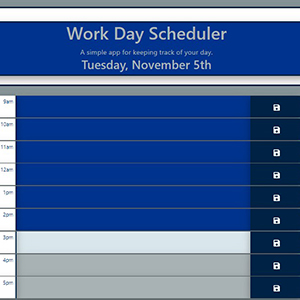 Work Day Scheduler
A simple app for keeping track of your day.
Tuesday, November 5th
9am
10am
11am
12am
1pm
2pm
3pm
4pm
5pm